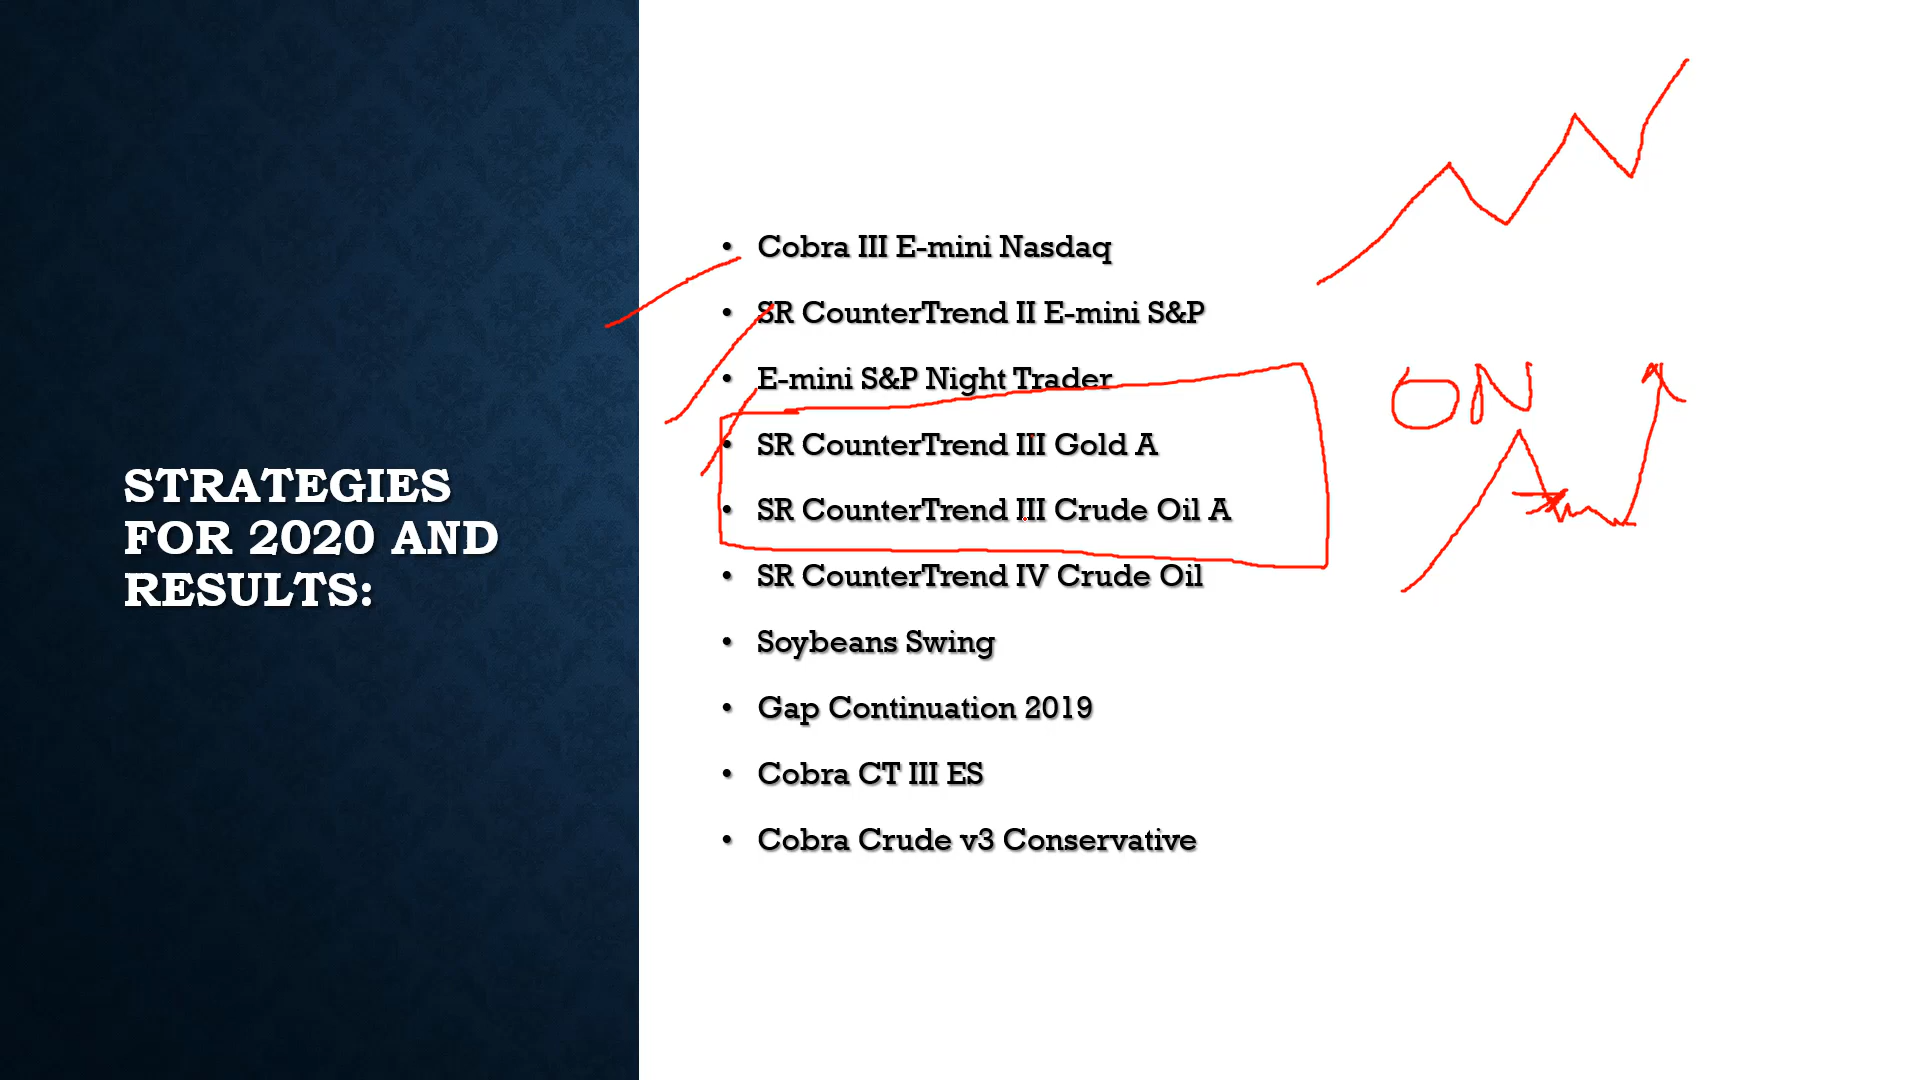 STRATEGIES
FOR 2020 AND
RESULTS:
• Cobra III E-mini Nasdaq
• SR CounterTrend II E-mini S&P
• E-mini S&P Night Trader
• SR CounterTrend III Gold A
• SR CounterTrend III Crude Oil A
• SR CounterTrend IV Crude Oil
• Soybeans Swing
• Gap Continuation 2019
• Cobra CT III ES
• Cobra Crude v3 Conservative
ON